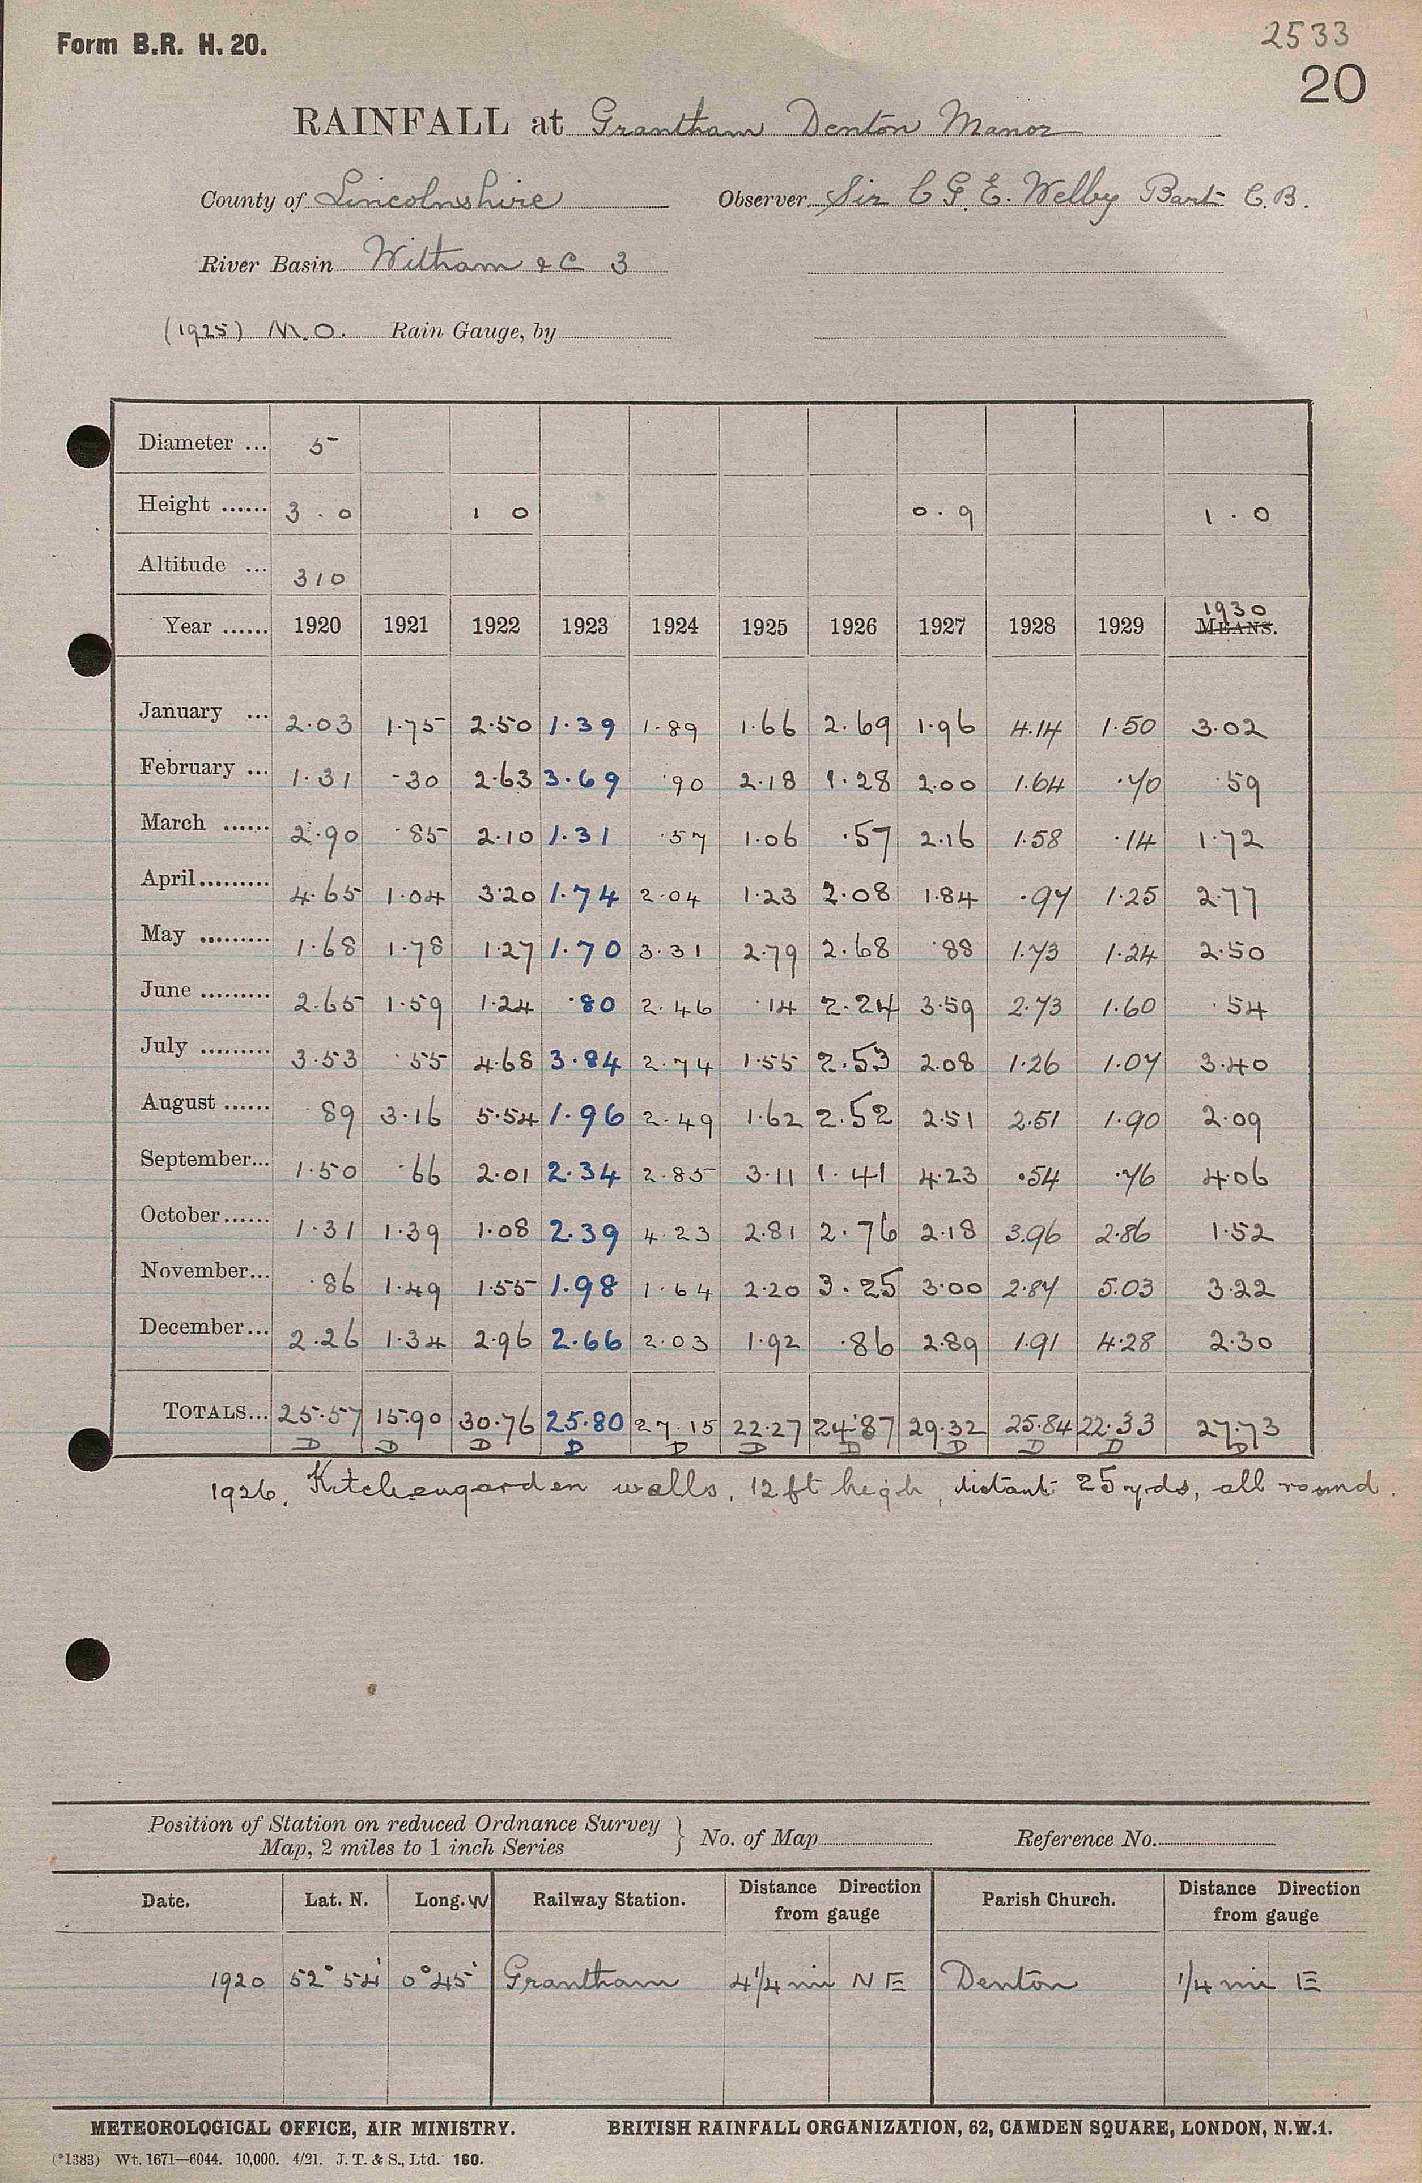 Form B.R. H. 20.
2533
20
RAINFALL at Grantham Denton Manor
County of Lincolnshire Observer Sir C G. E. Welby Bart C.B.
River Basin Witham &c 3
(1925) M.O. Rain Gauge, by
Diameter ... 5
Height ...... 3 . 0 1 0 0 . 9 1 . 0
Altitude ... 310
Year ...... 1920 1921 1922 1923 1924 1925 1926 1927 1928 1929 1930 MEANS.
January ... 2.03 1.75 2.50 1.39 1.89 1.66 2.69 1.96 4.14 1.50 3.02
February ... 1.31 .30 2.63 3.69 .90 2.18 1.28 2.00 1.64 .70 .59
March ...... 2.90 .85 2.10 1.31 .57 1.06 .57 2.16 1.58 .14 1.72
April ......... 4.65 1.04 3.20 1.74 2.04 1.23 2.08 1.84 .97 1.25 2.77
May ......... 1.68 1.78 1.27 1.70 3.31 2.79 2.68 .88 1.73 1.24 2.50
June ......... 2.65 1.59 1.24 .80 2.46 .14 2.24 3.59 2.73 1.60 .54
July ......... 3.53 .55 4.68 3.84 2.74 1.55 2.53 2.08 1.26 1.07 3.40
August ...... .89 3.16 5.54 1.96 2.49 1.62 2.52 2.51 2.51 1.90 2.09
September... 1.50 .66 2.01 2.34 2.85 3.11 1.41 4.23 .54 .76 4.06
October...... 1.31 1.39 1.08 2.39 4.23 2.81 2.76 2.18 3.96 2.86 1.52
November... .86 1.49 1.55 1.98 1.64 2.20 3.25 3.00 2.87 5.03 3.22
December... 2.26 1.34 2.96 2.66 2.03 1.92 .86 2.89 1.91 4.28 2.30
TOTALS... 25.57 15.90 30.76 25.80 27.15 22.27 24.87 29.32 25.84 22.33 27.73
D D D D D D D D D D D
1926. Kitchengarden walls, 12 ft high, distant 25 yds, all round.
Position of Station on reduced Ordnance Survey
Map, 2 miles to 1 inch Series } No. of Map Reference No.
Date. Lat. N. Long. W Railway Station. Distance Direction from gauge Parish Church. Distance Direction from gauge
1920 52° 54' 0° 45' Grantham 4 1/4 mi N E Denton 1/4 mi E
METEOROLOGICAL OFFICE, AIR MINISTRY. BRITISH RAINFALL ORGANIZATION, 62, CAMDEN SQUARE, LONDON, N.W.1.
(*1383) Wt. 1671—6044. 10,000. 4/21. J. T. & S., Ltd. 160.